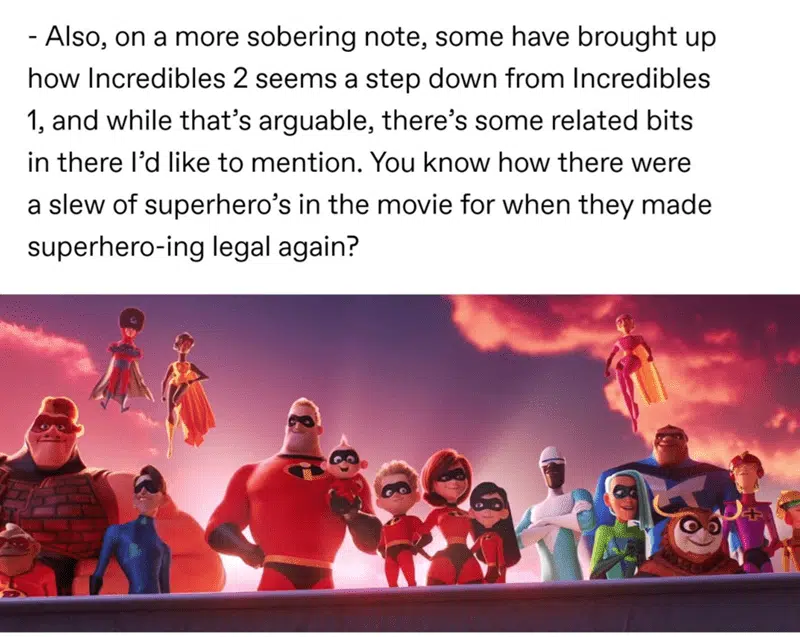 - Also, on a more sobering note, some have brought up
how Incredibles 2 seems a step down from Incredibles
1, and while that’s arguable, there’s some related bits
in there I’d like to mention. You know how there were
a slew of superhero’s in the movie for when they made
superhero-ing legal again?